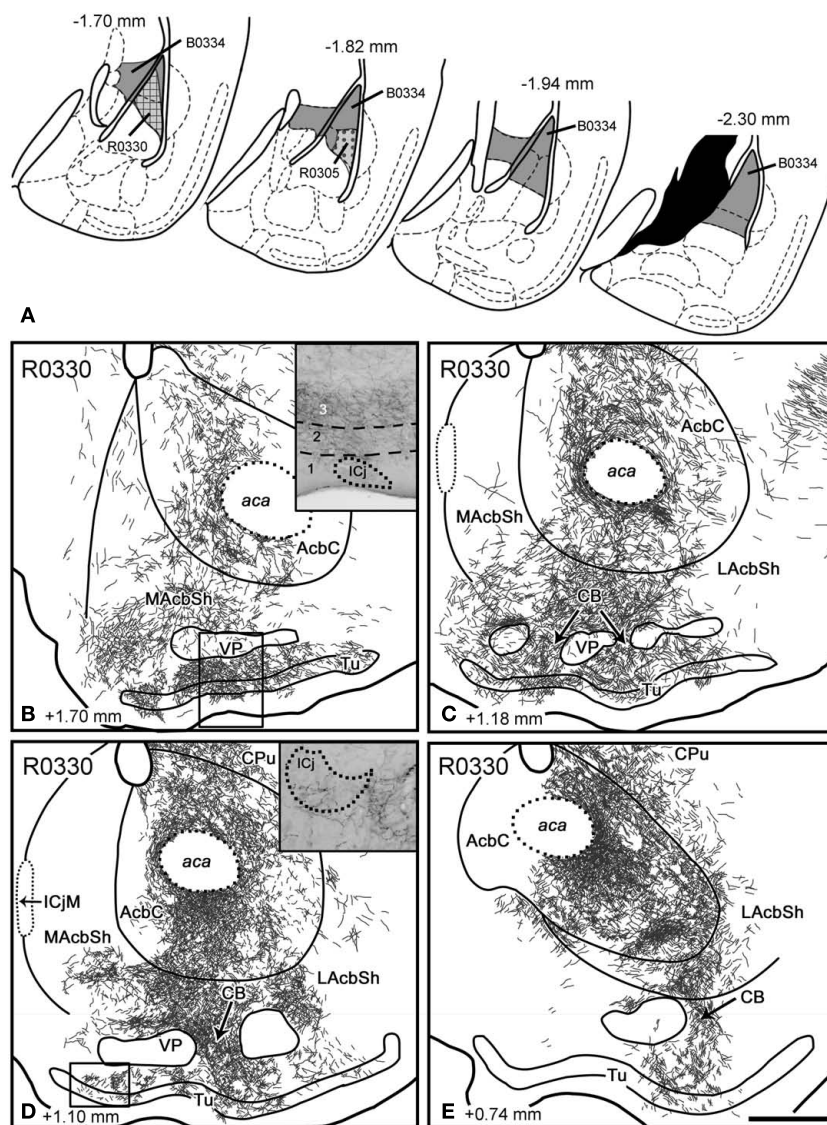 -1.70 mm
B0334
R0330
-1.82 mm
B0334
R0305
-1.94 mm
B0334
-2.30 mm
B0334
A
R0330
3
2
1
ICj
aca
AcbC
MAcbSh
VP
Tu
B
+1.70 mm
R0330
AcbC
aca
MAcbSh
LAcbSh
CB
VP
Tu
C
+1.18 mm
R0330
CPu
ICj
aca
ICjM
AcbC
MAcbSh
LAcbSh
CB
VP
Tu
D
+1.10 mm
R0330
CPu
aca
AcbC
LAcbSh
CB
Tu
E
+0.74 mm